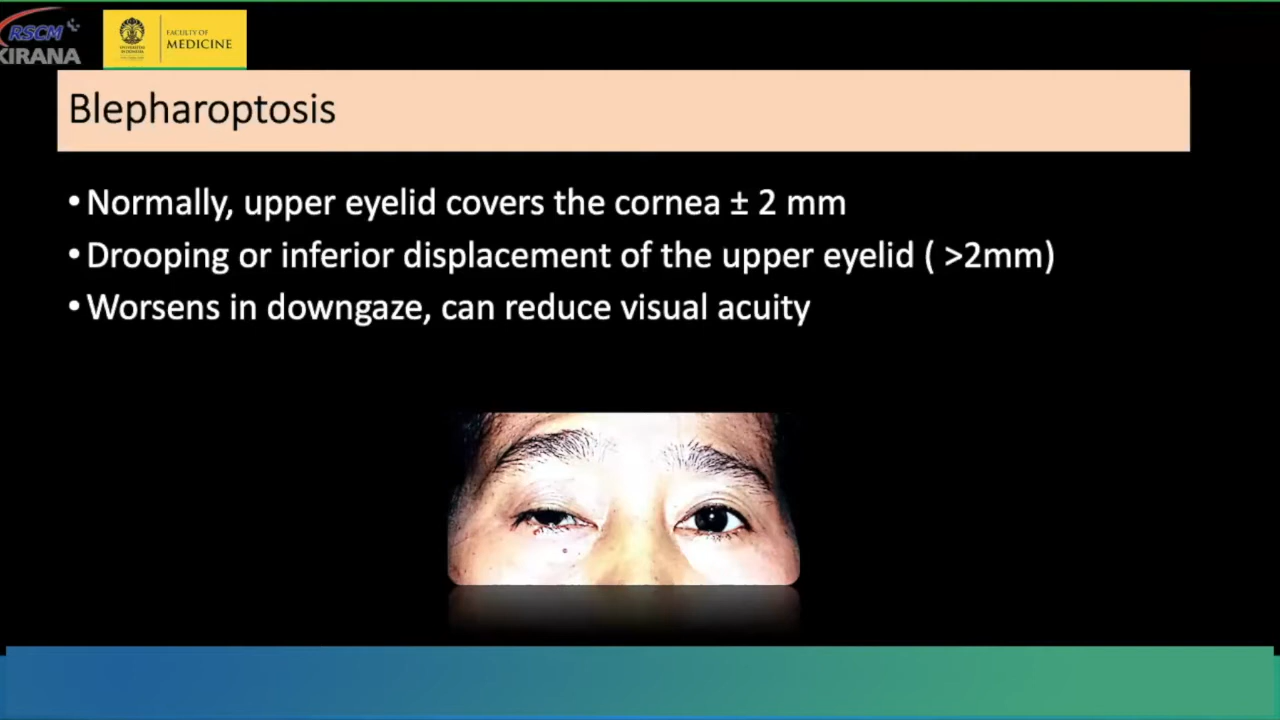 RSCM
KIRANA
FACULTY OF
MEDICINE
Blepharoptosis
• Normally, upper eyelid covers the cornea ± 2 mm
• Drooping or inferior displacement of the upper eyelid ( >2mm)
• Worsens in downgaze, can reduce visual acuity